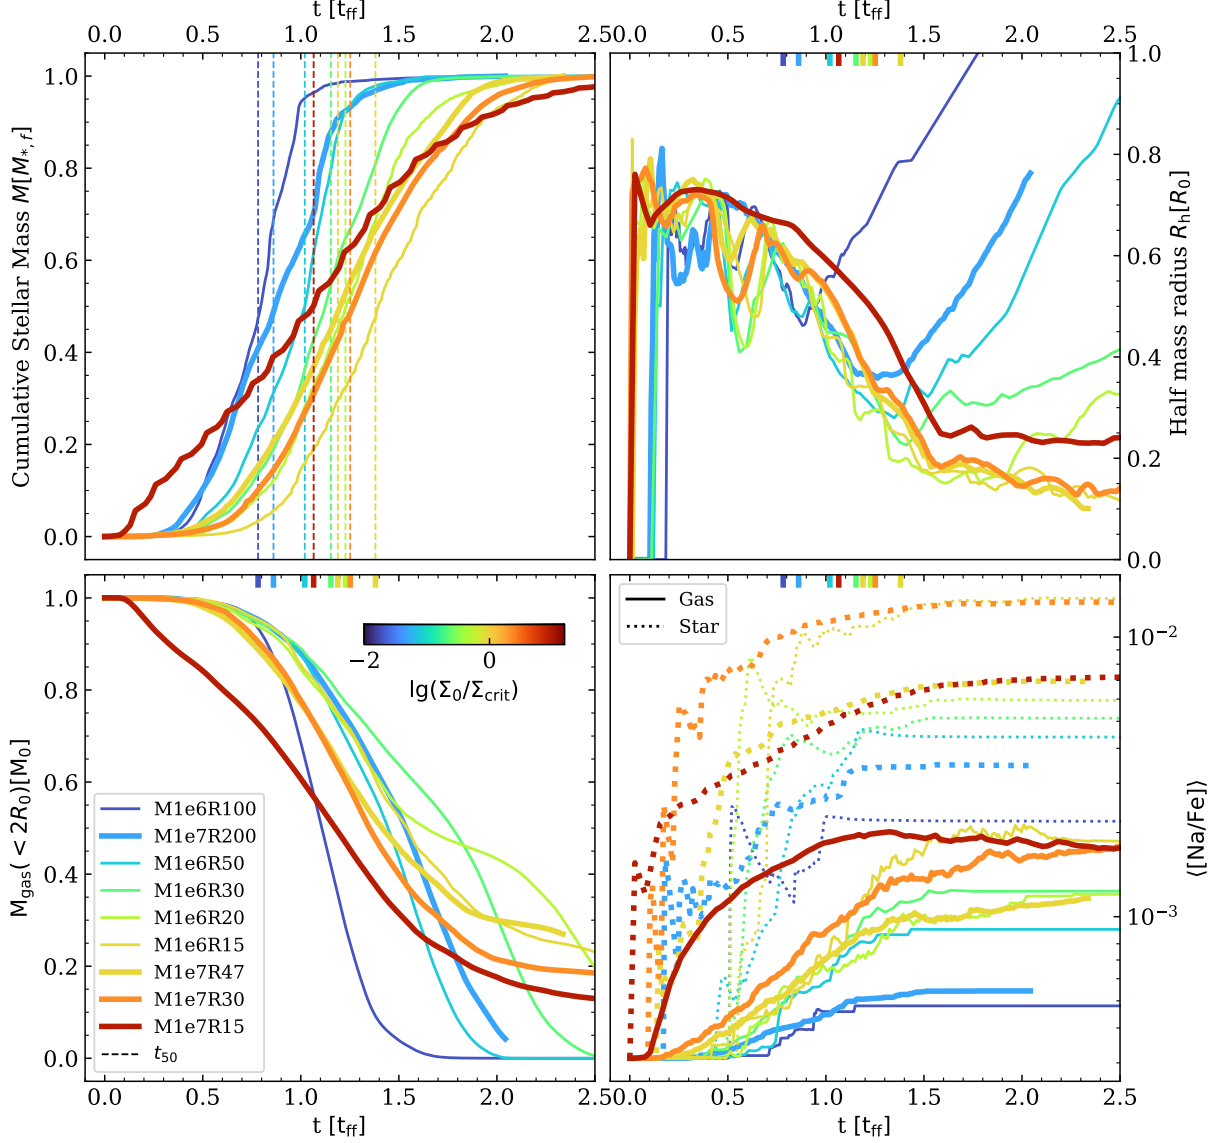 t [t_ff]
t [t_ff]
0.0 0.5 1.0 1.5 2.0 2.5
0.0 0.5 1.0 1.5 2.0 2.5
Cumulative Stellar Mass M[M_{*,f}]
1.0
0.8
0.6
0.4
0.2
0.0
1.0
0.8
0.6
0.4
0.2
0.0
Half mass radius R_h[R_0]
M_gas(<2R_0)[M_0]
1.0
0.8
0.6
0.4
0.2
0.0
−2 0
lg(Σ_0/Σ_crit)
M1e6R100
M1e7R200
M1e6R50
M1e6R30
M1e6R20
M1e6R15
M1e7R47
M1e7R30
M1e7R15
t_50
Gas
Star
10^{−2}
10^{−3}
⟨[Na/Fe]⟩
0.0 0.5 1.0 1.5 2.0 2.5
0.0 0.5 1.0 1.5 2.0 2.5
t [t_ff]
t [t_ff]